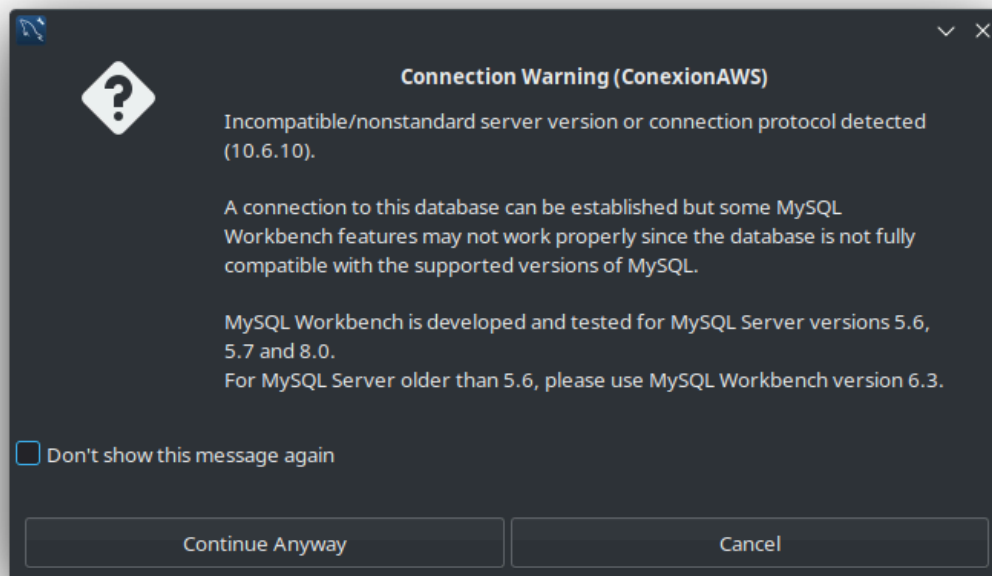 Connection Warning (ConexionAWS)
Incompatible/nonstandard server version or connection protocol detected
(10.6.10).
A connection to this database can be established but some MySQL
Workbench features may not work properly since the database is not fully
compatible with the supported versions of MySQL.
MySQL Workbench is developed and tested for MySQL Server versions 5.6,
5.7 and 8.0.
For MySQL Server older than 5.6, please use MySQL Workbench version 6.3.
Don't show this message again
Continue Anyway
Cancel